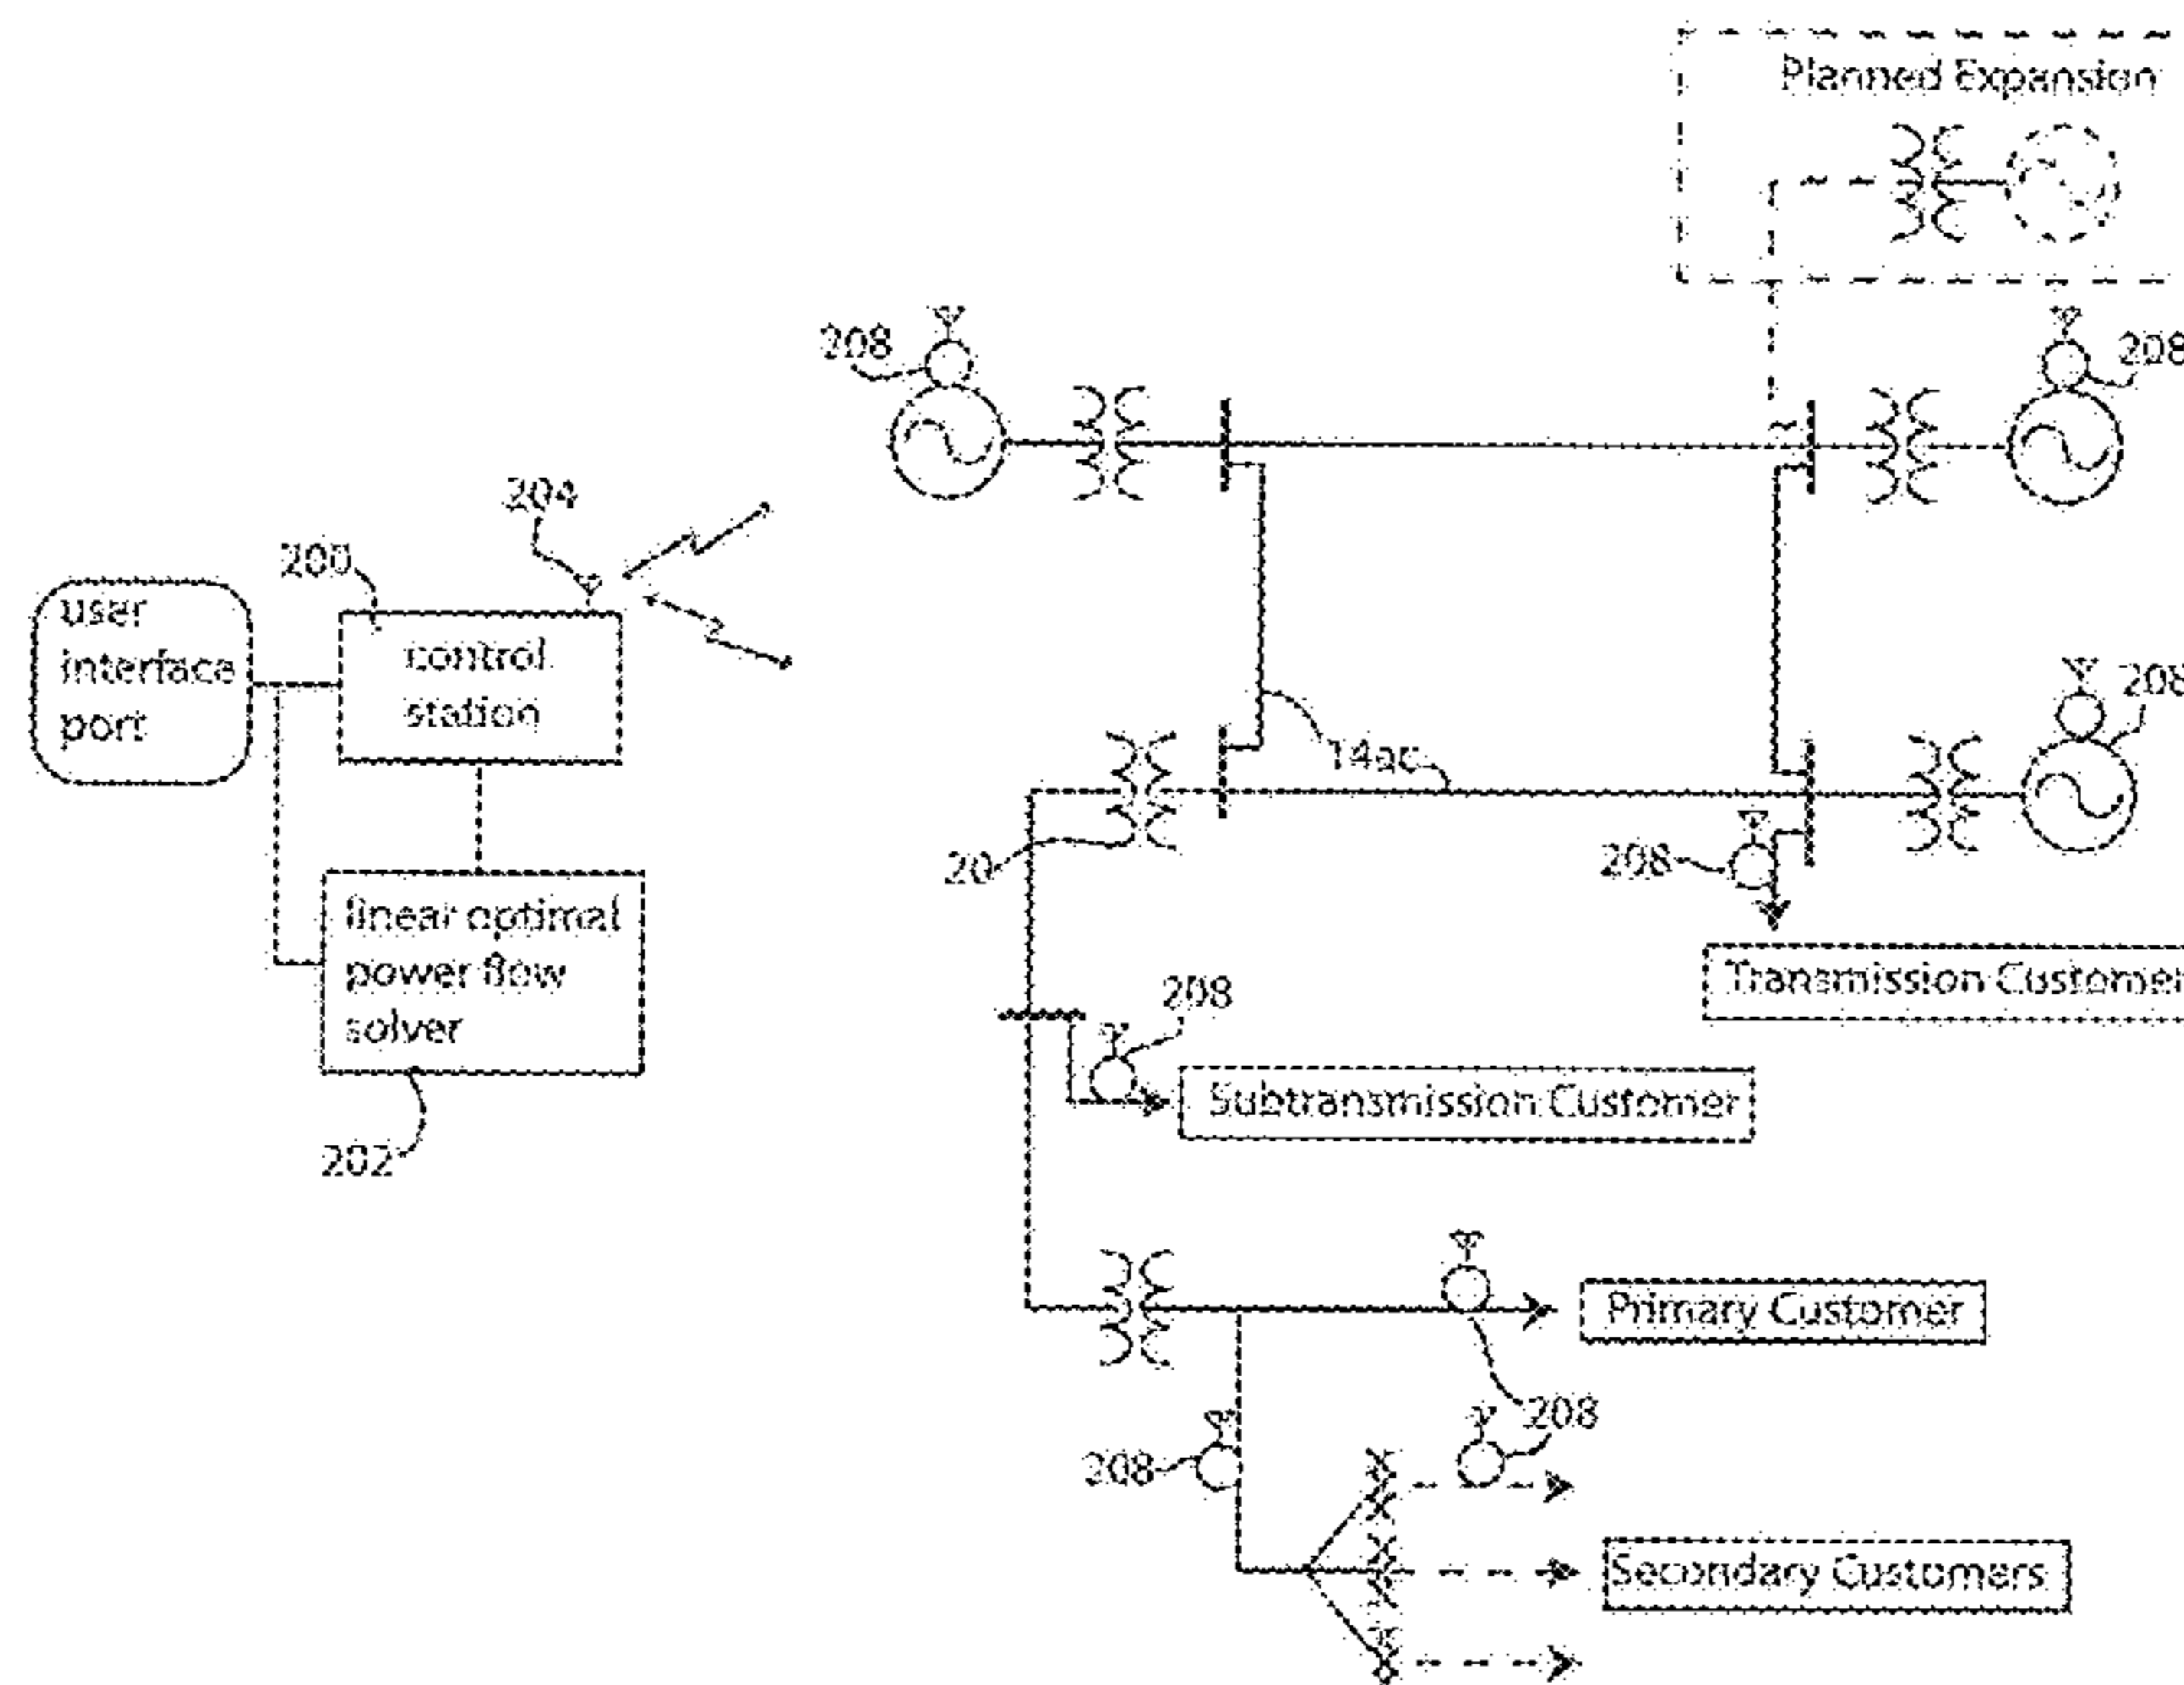 Planned Expansion
208
208
204
200
user
interface
port
control
station
208
14ac
20
208
linear optimal
power flow
solver
Transmission Customer
208
Subtransmission Customer
202
Primary Customer
208
208
Secondary Customers